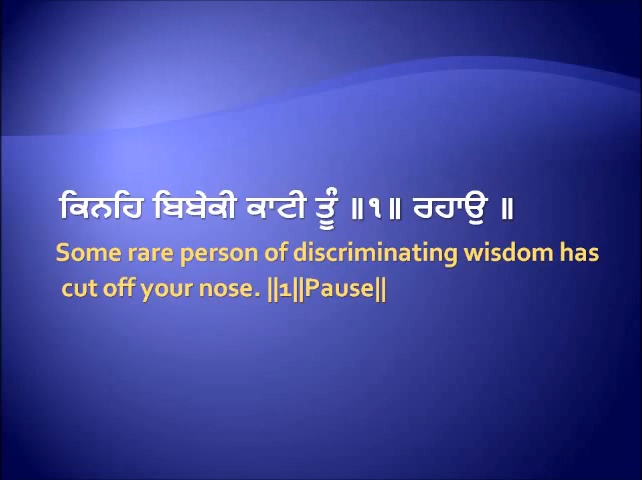 ਕਿਨਹਿ ਬਿਬੇਕੀ ਕਾਟੀ ਤੂੰ ॥੧॥ ਰਹਾਉ ॥
Some rare person of discriminating wisdom has
cut off your nose. ||1||Pause||